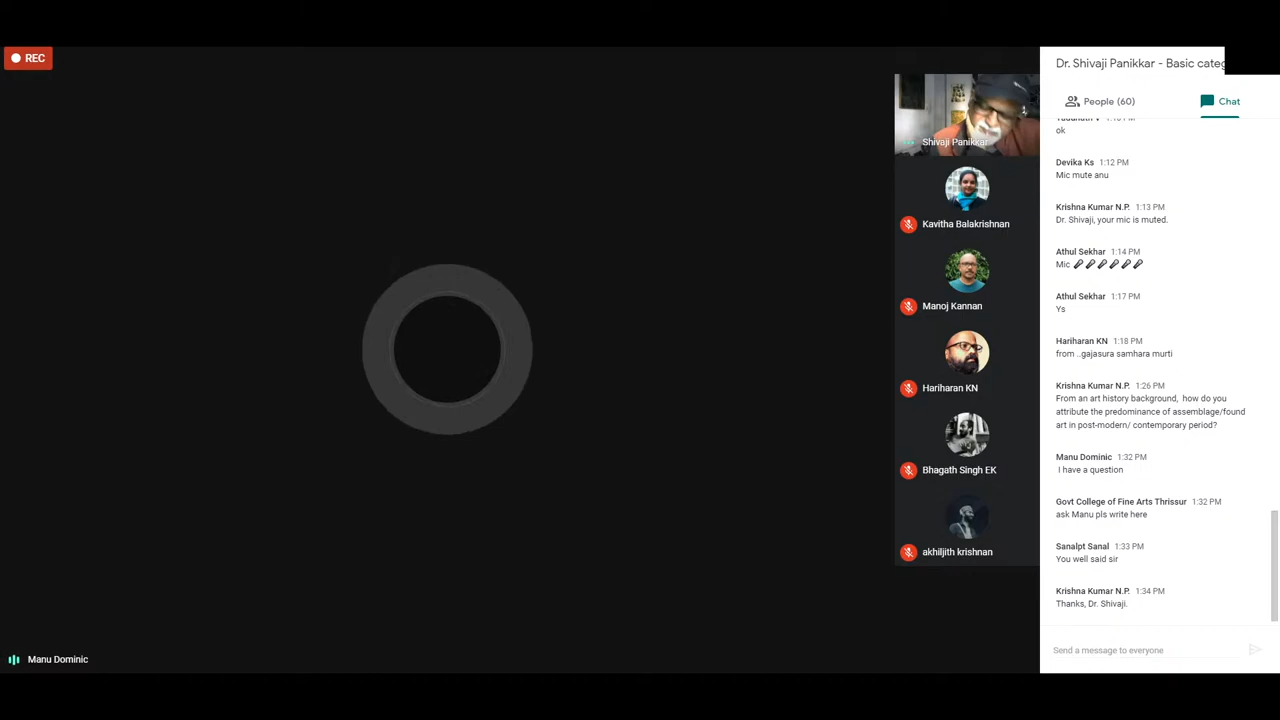 REC
Dr. Shivaji Panikkar - Basic categ
People (60)
Chat
ok
Devika Ks 1:12 PM
Mic mute anu
Krishna Kumar N.P. 1:13 PM
Dr. Shivaji, your mic is muted.
Athul Sekhar 1:14 PM
Mic 🎤🎤🎤🎤🎤🎤
Athul Sekhar 1:17 PM
Ys
Hariharan KN 1:18 PM
from ..gajasura samhara murti
Krishna Kumar N.P. 1:26 PM
From an art history background, how do you
attribute the predominance of assemblage/found
art in post-modern/ contemporary period?
Manu Dominic 1:32 PM
I have a question
Govt College of Fine Arts Thrissur 1:32 PM
ask Manu pls write here
Sanalpt Sanal 1:33 PM
You well said sir
Krishna Kumar N.P. 1:34 PM
Thanks, Dr. Shivaji.
Send a message to everyone
Shivaji Panikkar
Kavitha Balakrishnan
Manoj Kannan
Hariharan KN
Bhagath Singh EK
akhiljith krishnan
Manu Dominic